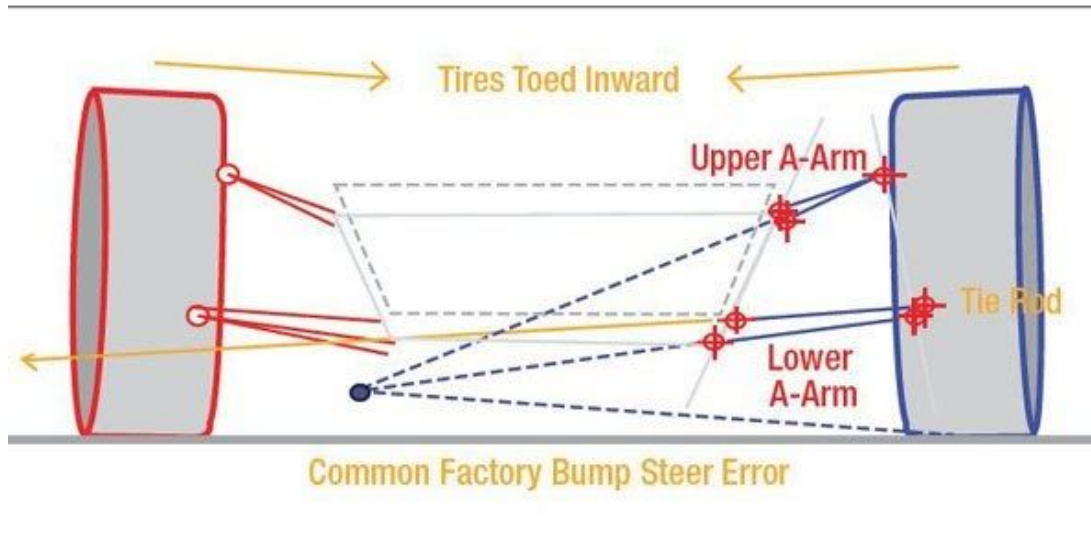 Tires Toed Inward
Upper A-Arm
Tie Rod
Lower
A-Arm
Common Factory Bump Steer Error